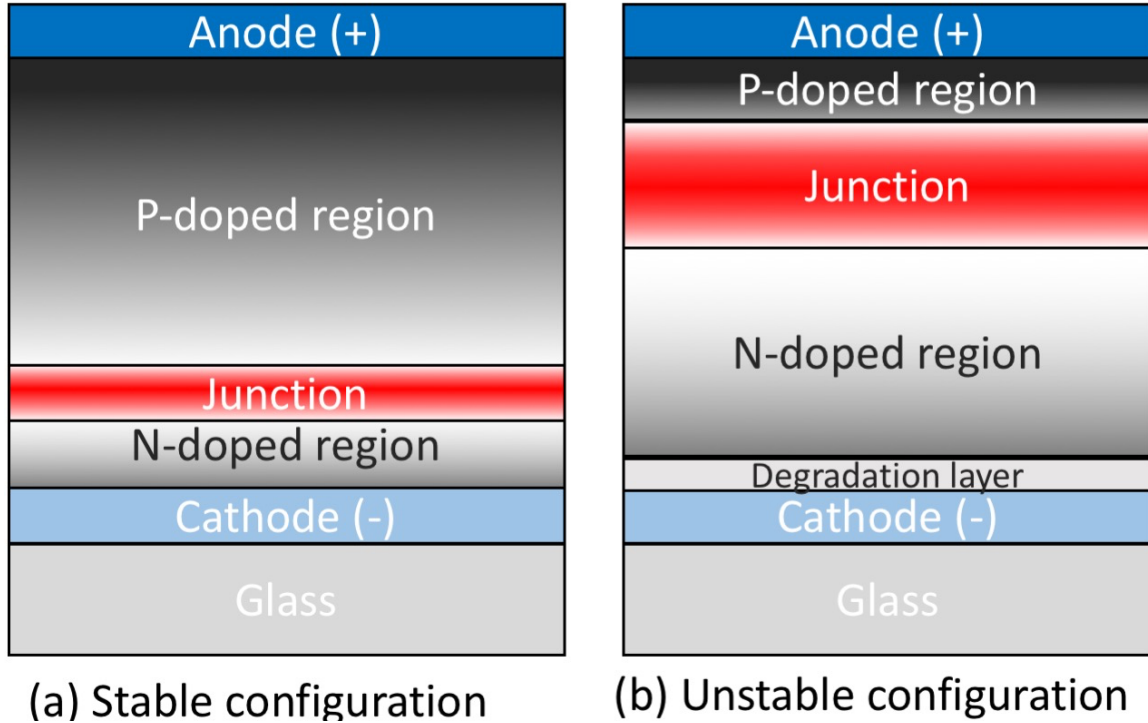 Anode (+)
P-doped region
Junction
N-doped region
Cathode (-)
Glass
(a) Stable configuration
Anode (+)
P-doped region
Junction
N-doped region
Degradation layer
Cathode (-)
Glass
(b) Unstable configuration